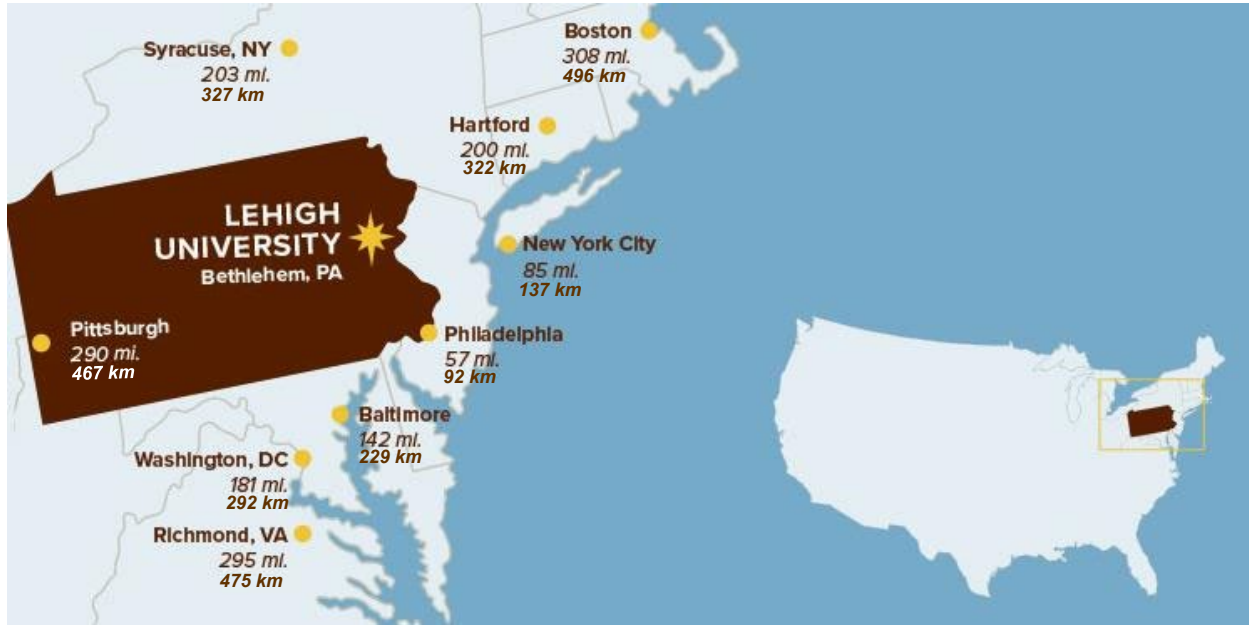 Syracuse, NY
203 mi.
327 km
Boston
308 mi.
496 km
Hartford
200 mi.
322 km
LEHIGH
UNIVERSITY
Bethlehem, PA
New York City
85 mi.
137 km
Pittsburgh
290 mi.
467 km
Philadelphia
57 mi.
92 km
Baltimore
142 mi.
229 km
Washington, DC
181 mi.
292 km
Richmond, VA
295 mi.
475 km